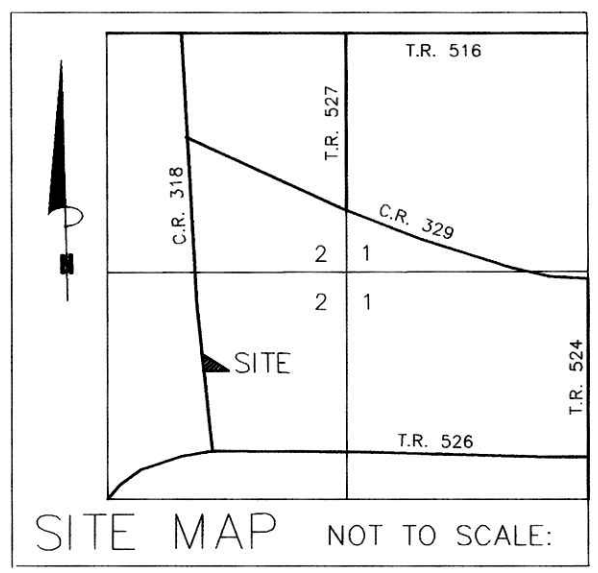 T.R. 516
T.R. 527
C.R. 318
C.R. 329
2 1
2 1
SITE
T.R. 524
T.R. 526
SITE MAP NOT TO SCALE: